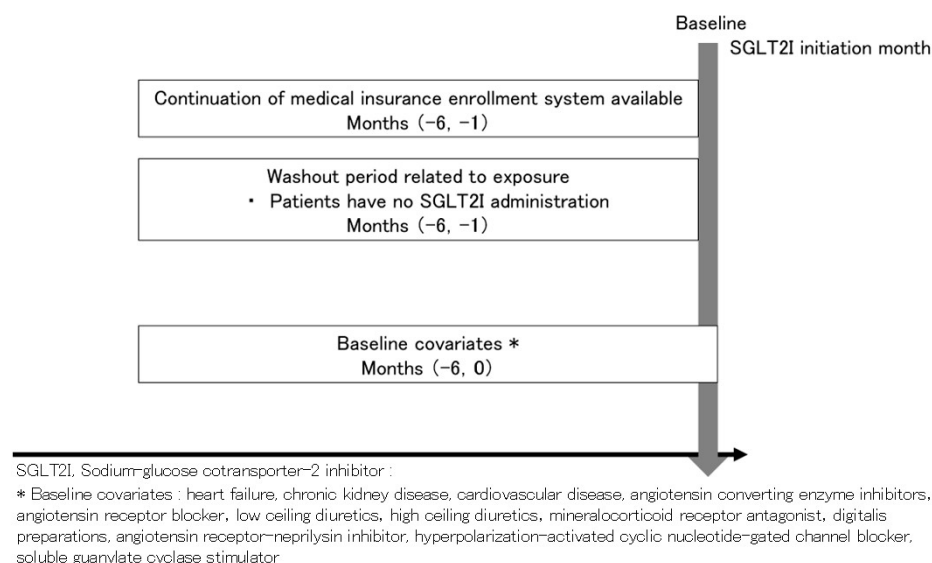 Baseline
SGLT2I initiation month
Continuation of medical insurance enrollment system available
Months (-6, -1)
Washout period related to exposure
・ Patients have no SGLT2I administration
Months (-6, -1)
Baseline covariates *
Months (-6, 0)
SGLT2I, Sodium-glucose cotransporter-2 inhibitor :
* Baseline covariates : heart failure, chronic kidney disease, cardiovascular disease, angiotensin converting enzyme inhibitors,
angiotensin receptor blocker, low ceiling diuretics, high ceiling diuretics, mineralocorticoid receptor antagonist, digitalis
preparations, angiotensin receptor-neprilysin inhibitor, hyperpolarization-activated cyclic nucleotide-gated channel blocker,
soluble guanylate cyclase stimulator